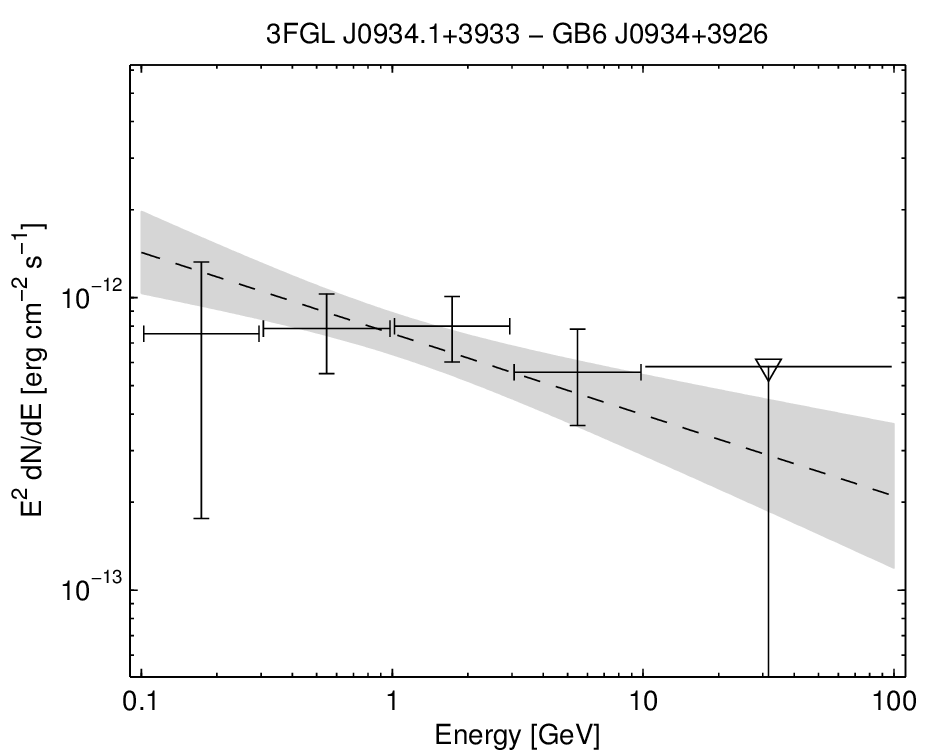 3FGL J0934.1+3933 − GB6 J0934+3926
E² dN/dE [erg cm⁻² s⁻¹]
10⁻¹²
10⁻¹³
0.1 1 10 100
Energy [GeV]